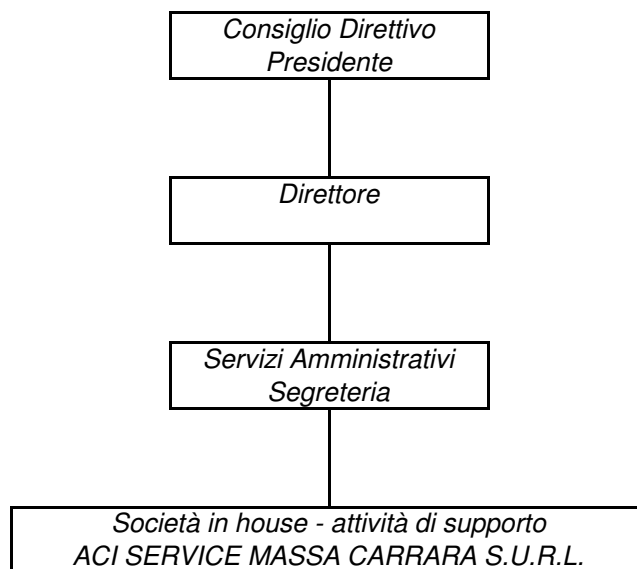 Consiglio Direttivo
Presidente
Direttore
Servizi Amministrativi
Segreteria
Società in house - attività di supporto
ACI SERVICE MASSA CARRARA S.U.R.L.